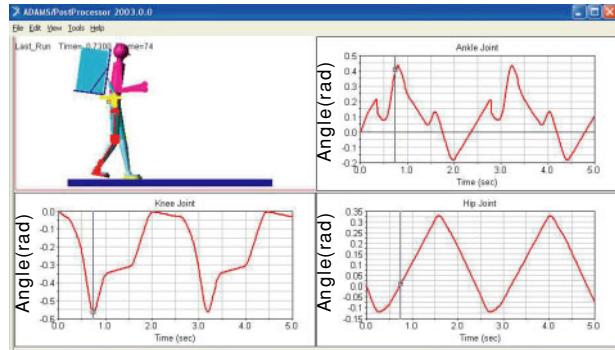 ADAMS/PostProcessor 2003.0.0
File Edit View Tools Help
Last_Run Time= 0.7300 Frame=74
Ankle Joint
Angle(rad)
0.5
0.4
0.3
0.2
0.1
0.0
-0.1
-0.2
0.0 1.0 2.0 3.0 4.0 5.0
Time (sec)
Knee Joint
Angle(rad)
0.0
-0.1
-0.2
-0.3
-0.4
-0.5
-0.6
0.0 1.0 2.0 3.0 4.0 5.0
Time (sec)
Hip Joint
Angle(rad)
0.35
0.3
0.25
0.2
0.15
0.1
0.05
0.0
-0.05
-0.1
-0.15
0.0 1.0 2.0 3.0 4.0 5.0
Time (sec)